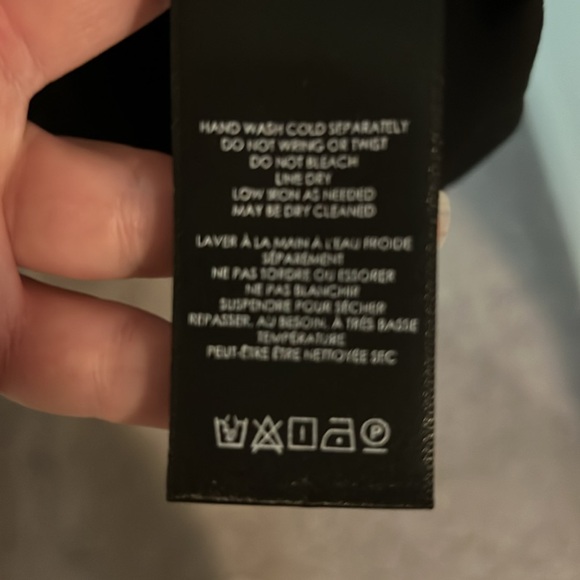 HAND WASH COLD SEPARATELY
DO NOT WRING OR TWIST
DO NOT BLEACH
LINE DRY
LOW IRON AS NEEDED
MAY BE DRY CLEANED
LAVER À LA MAIN À L'EAU FROIDE
SÉPARÉMENT
NE PAS TORDRE OU ESSORER
NE PAS BLANCHIR
SUSPENDRE POUR SÉCHER
REPASSER, AU BESOIN, À TRÈS BASSE
TEMPÉRATURE
PEUT-ÊTRE ÊTRE NETTOYÉE SEC
P